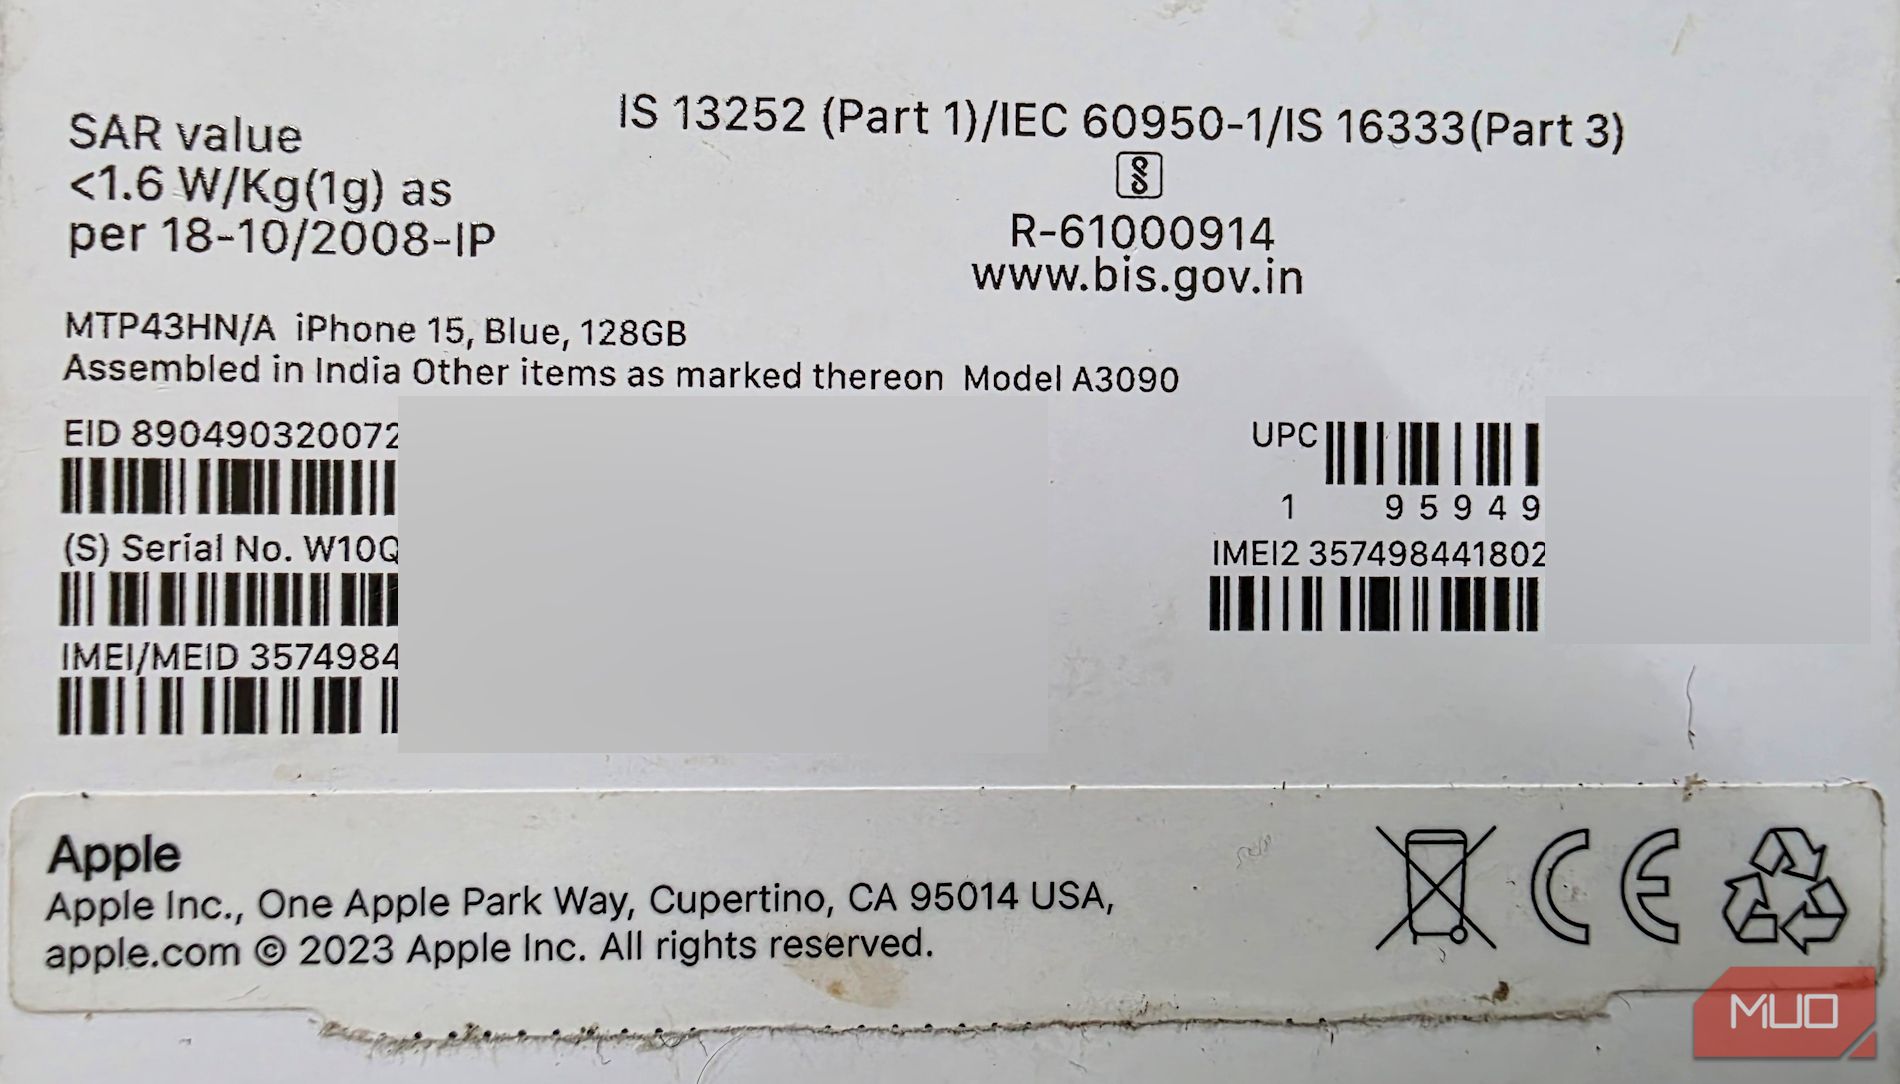 SAR value
<1.6 W/Kg(1g) as
per 18-10/2008-IP
IS 13252 (Part 1)/IEC 60950-1/IS 16333(Part 3)
R-61000914
www.bis.gov.in
MTP43HN/A iPhone 15, Blue, 128GB
Assembled in India Other items as marked thereon Model A3090
EID 890490320072
(S) Serial No. W10Q
IMEI/MEID 3574984
UPC
1 95949
IMEI2 357498441802
Apple
Apple Inc., One Apple Park Way, Cupertino, CA 95014 USA,
apple.com © 2023 Apple Inc. All rights reserved.
CE
MUO